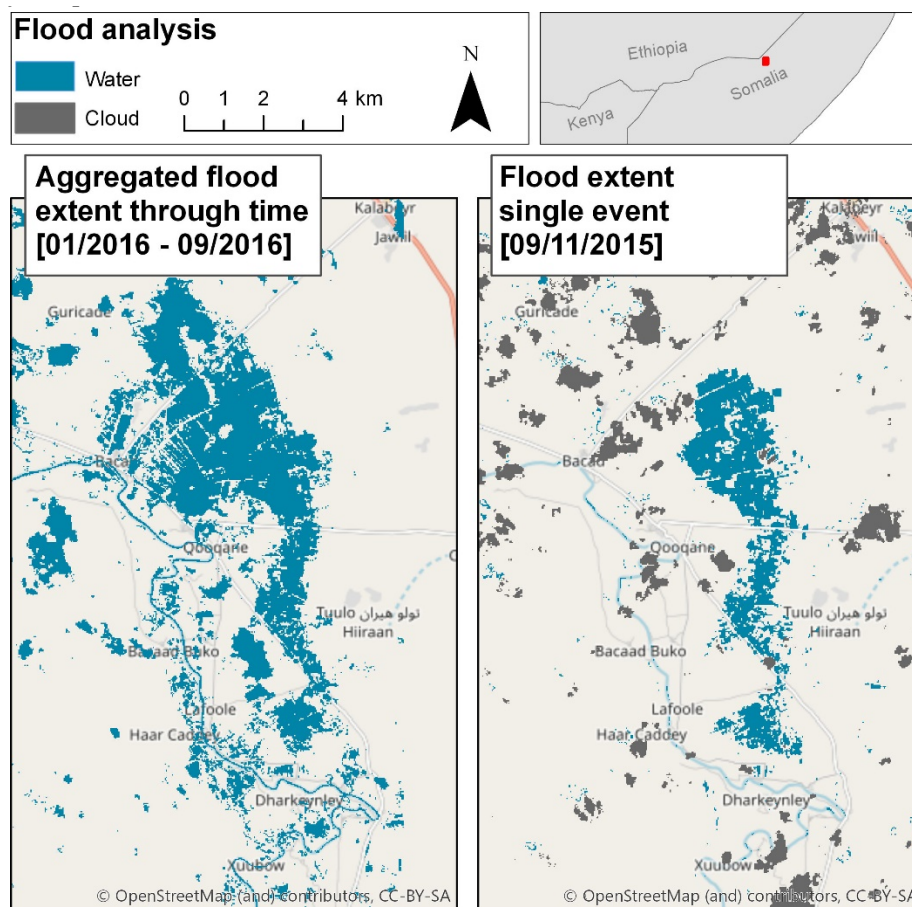 Flood analysis
Water
Cloud
0 1 2 4 km
N
Ethiopia
Somalia
Kenya
Aggregated flood
extent through time
[01/2016 - 09/2016]
Kalabeyr
Jawiil
Guricade
Qooqane
تولو هيران Tuulo
Hiiraan
Bacaad Buko
Lafoole
Haar Caddey
Dharkeynley
Xuubow
© OpenStreetMap (and) contributors, CC-BY-SA
Flood extent
single event
[09/11/2015]
Kalabeyr
Jawiil
Guricade
Bacad
Qooqane
تولو هيران Tuulo
Hiiraan
Bacaad Buko
Lafoole
Haar Caddey
Dharkeynley
Xuubow
© OpenStreetMap (and) contributors, CC-BY-SA